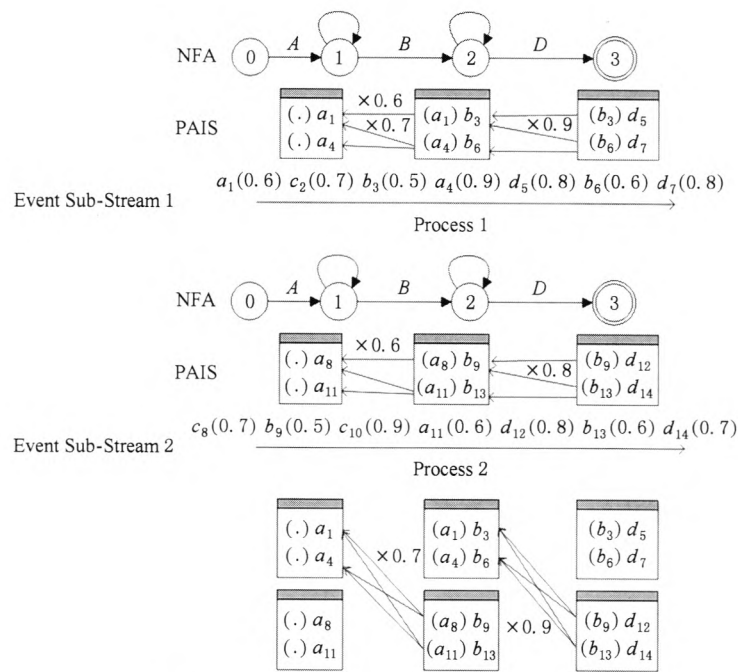 A B D
NFA 0 1 2 3
×0.6
PAIS (.) a₁ ×0.7 (a₁) b₃ ×0.9 (b₃) d₅
(.) a₄ (a₄) b₆ (b₆) d₇
a₁(0.6) c₂(0.7) b₃(0.5) a₄(0.9) d₅(0.8) b₆(0.6) d₇(0.8)
Event Sub-Stream 1
Process 1
A B D
NFA 0 1 2 3
×0.6
PAIS (.) a₈ (a₈) b₉ ×0.8 (b₉) d₁₂
(.) a₁₁ (a₁₁) b₁₃ (b₁₃) d₁₄
c₈(0.7) b₉(0.5) c₁₀(0.9) a₁₁(0.6) d₁₂(0.8) b₁₃(0.6) d₁₄(0.7)
Event Sub-Stream 2
Process 2
(.) a₁ (a₁) b₃ (b₃) d₅
(.) a₄ ×0.7 (a₄) b₆ (b₆) d₇
(.) a₈ (a₈) b₉ ×0.9 (b₉) d₁₂
(.) a₁₁ (a₁₁) b₁₃ (b₁₃) d₁₄